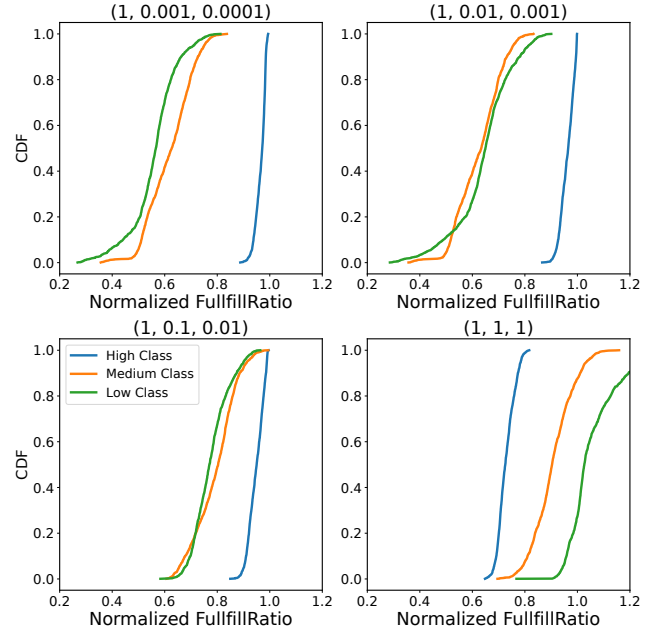 (1, 0.001, 0.0001)
CDF
1.0
0.8
0.6
0.4
0.2
0.0
0.2 0.4 0.6 0.8 1.0 1.2
Normalized FullfillRatio
(1, 0.01, 0.001)
1.0
0.8
0.6
0.4
0.2
0.0
0.2 0.4 0.6 0.8 1.0 1.2
Normalized FullfillRatio
(1, 0.1, 0.01)
CDF
1.0
0.8
0.6
0.4
0.2
0.0
High Class
Medium Class
Low Class
0.2 0.4 0.6 0.8 1.0 1.2
Normalized FullfillRatio
(1, 1, 1)
1.0
0.8
0.6
0.4
0.2
0.0
0.2 0.4 0.6 0.8 1.0 1.2
Normalized FullfillRatio